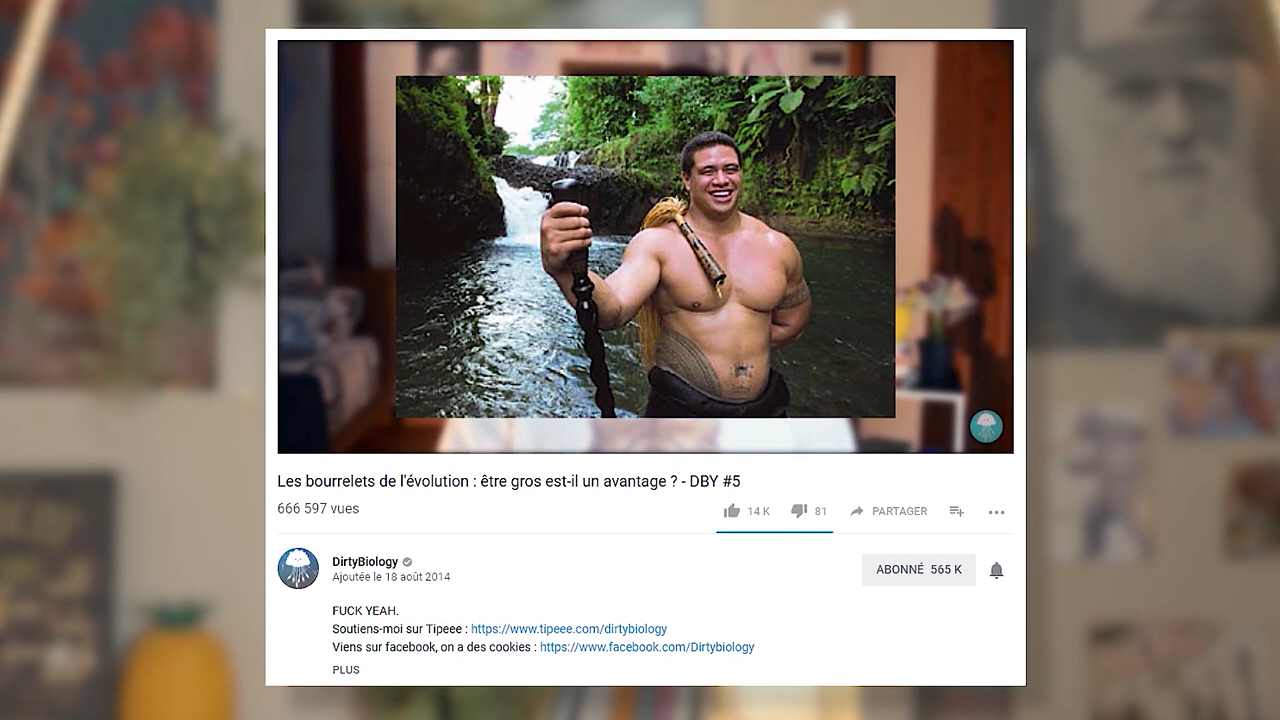 Les bourrelets de l'évolution : être gros est-il un avantage ? - DBY #5
666 597 vues
14 K 81 PARTAGER
DirtyBiology
Ajoutée le 18 août 2014
ABONNÉ 565 K
FUCK YEAH.
Soutiens-moi sur Tipeee : https://www.tipeee.com/dirtybiology
Viens sur facebook, on a des cookies : https://www.facebook.com/Dirtybiology
PLUS